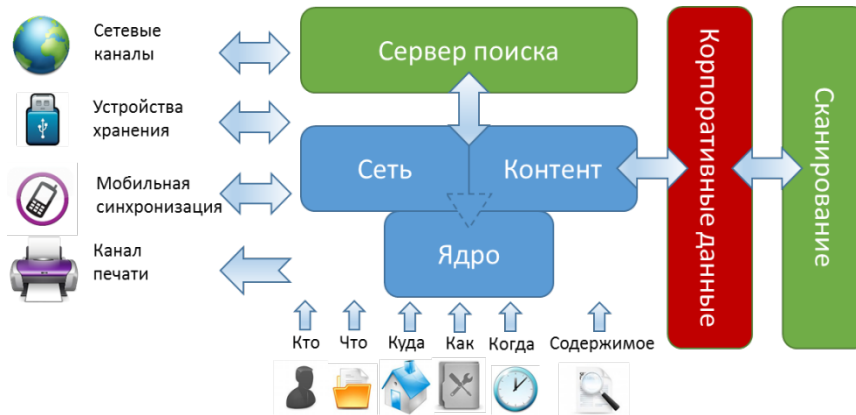 Сетевые
каналы
Сервер поиска
Устройства
хранения
Сеть
Контент
Мобильная
синхронизация
Ядро
Канал
печати
Корпоративные данные
Сканирование
Кто
Что
Куда
Как
Когда
Содержимое